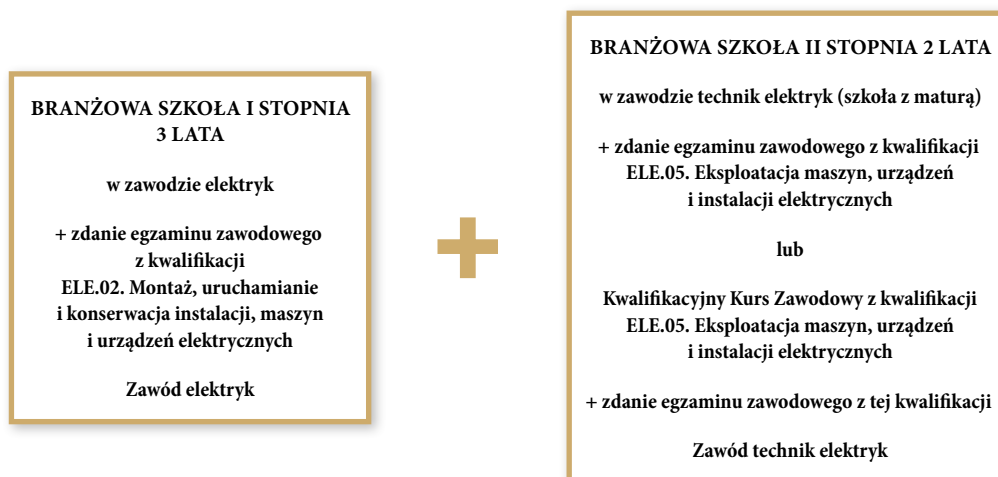 BRANŻOWA SZKOŁA I STOPNIA
3 LATA
w zawodzie elektryk
+ zdanie egzaminu zawodowego
z kwalifikacji
ELE.02. Montaż, uruchamianie
i konserwacja instalacji, maszyn
i urządzeń elektrycznych
Zawód elektryk
+
BRANŻOWA SZKOŁA II STOPNIA 2 LATA
w zawodzie technik elektryk (szkoła z maturą)
+ zdanie egzaminu zawodowego z kwalifikacji
ELE.05. Eksploatacja maszyn, urządzeń
i instalacji elektrycznych
lub
Kwalifikacyjny Kurs Zawodowy z kwalifikacji
ELE.05. Eksploatacja maszyn, urządzeń
i instalacji elektrycznych
+ zdanie egzaminu zawodowego z tej kwalifikacji
Zawód technik elektryk